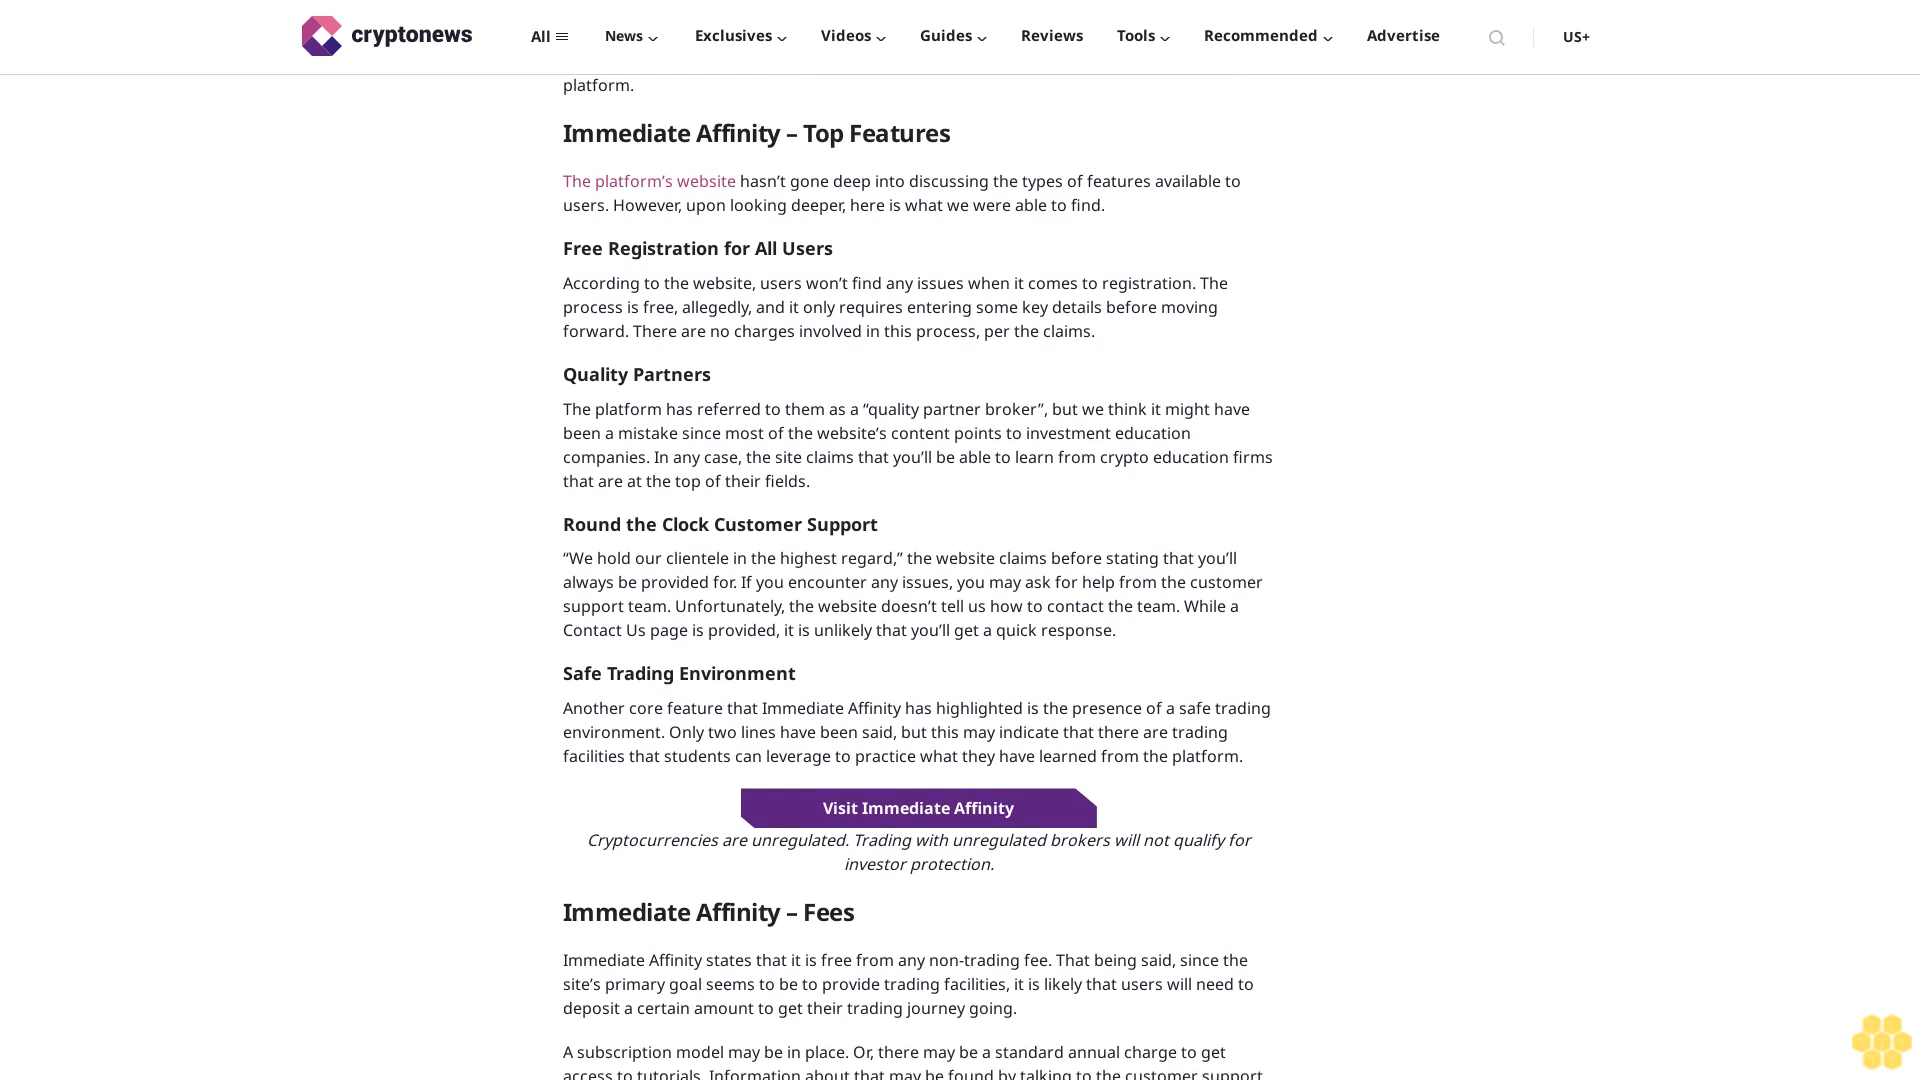 cryptonews All News Exclusives Videos Guides Reviews Tools Recommended Advertise US+
platform.
Immediate Affinity – Top Features
The platform’s website hasn’t gone deep into discussing the types of features available to
users. However, upon looking deeper, here is what we were able to find.
Free Registration for All Users
According to the website, users won’t find any issues when it comes to registration. The
process is free, allegedly, and it only requires entering some key details before moving
forward. There are no charges involved in this process, per the claims.
Quality Partners
The platform has referred to them as a “quality partner broker”, but we think it might have
been a mistake since most of the website’s content points to investment education
companies. In any case, the site claims that you’ll be able to learn from crypto education firms
that are at the top of their fields.
Round the Clock Customer Support
“We hold our clientele in the highest regard,” the website claims before stating that you’ll
always be provided for. If you encounter any issues, you may ask for help from the customer
support team. Unfortunately, the website doesn’t tell us how to contact the team. While a
Contact Us page is provided, it is unlikely that you’ll get a quick response.
Safe Trading Environment
Another core feature that Immediate Affinity has highlighted is the presence of a safe trading
environment. Only two lines have been said, but this may indicate that there are trading
facilities that students can leverage to practice what they have learned from the platform.
Visit Immediate Affinity
Cryptocurrencies are unregulated. Trading with unregulated brokers will not qualify for
investor protection.
Immediate Affinity – Fees
Immediate Affinity states that it is free from any non-trading fee. That being said, since the
site’s primary goal seems to be to provide trading facilities, it is likely that users will need to
deposit a certain amount to get their trading journey going.
A subscription model may be in place. Or, there may be a standard annual charge to get
access to tutorials. Information about that may be found by talking to the customer support